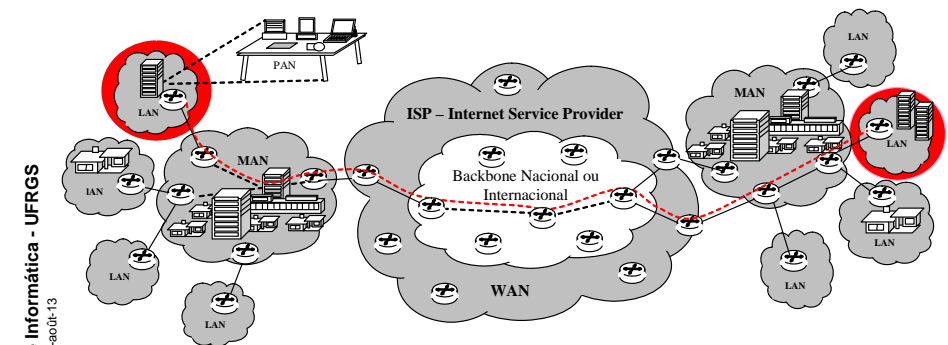 PAN
LAN
LAN
LAN
MAN
MAN
LAN
ISP – Internet Service Provider
Backbone Nacional ou
Internacional
IAN
LAN
LAN
LAN
LAN
WAN
Informática - UFRGS
-août-13